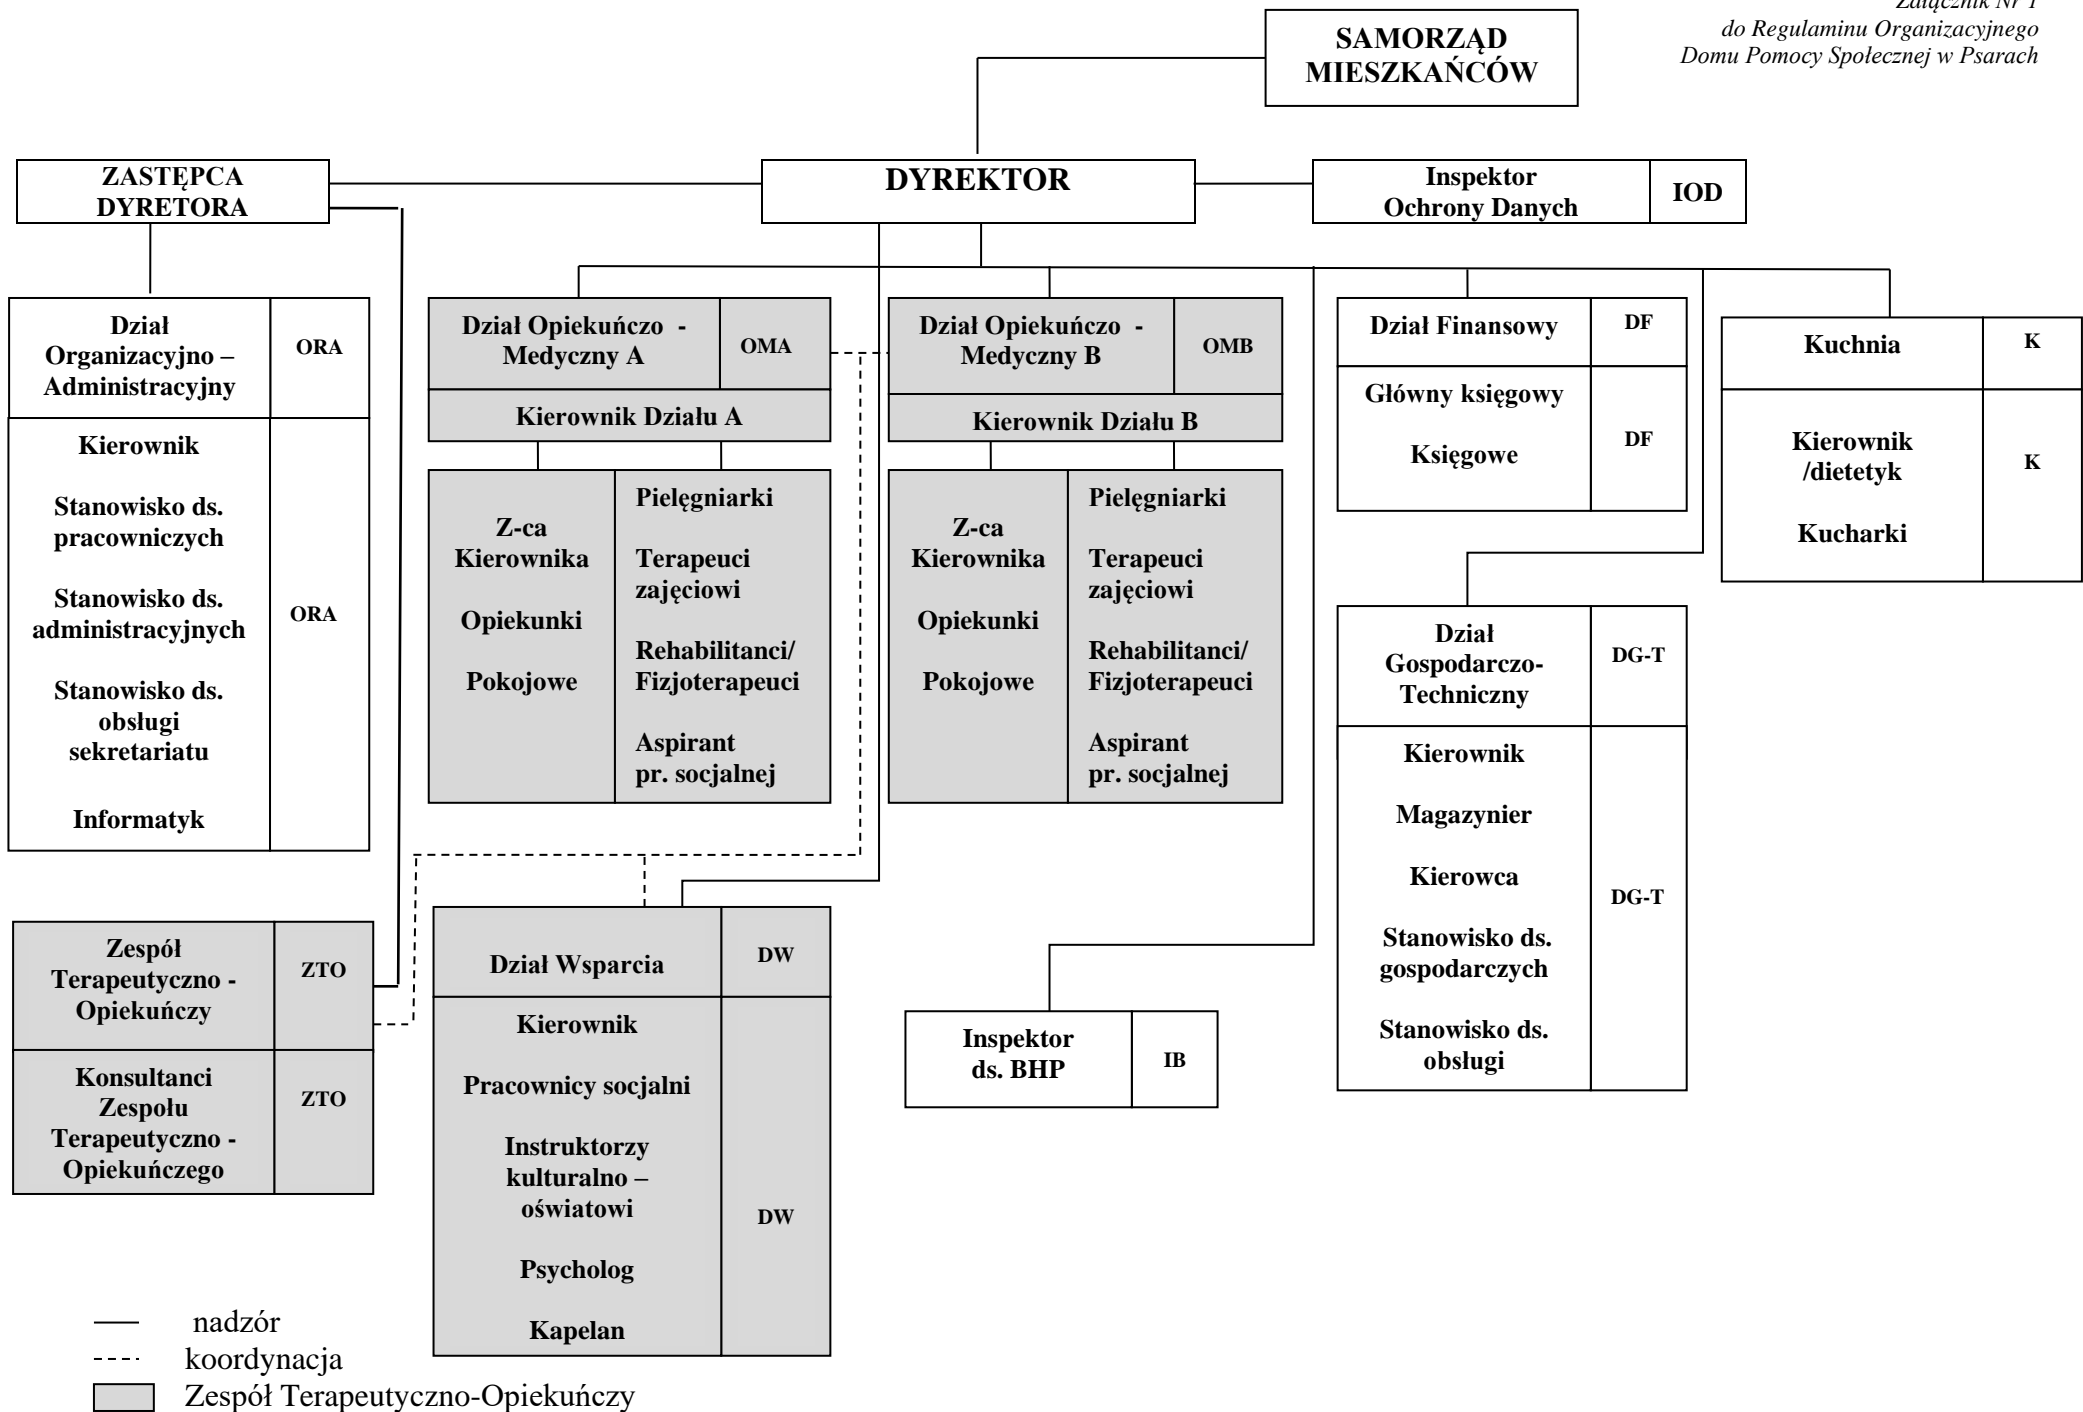 Załącznik Nr 1
do Regulaminu Organizacyjnego
Domu Pomocy Społecznej w Psarach
SAMORZĄD
MIESZKAŃCÓW
ZASTĘPCA
DYRETORA
DYREKTOR
Inspektor
Ochrony Danych
IOD
Dział
Organizacyjno –
Administracyjny
ORA
Kierownik
Stanowisko ds.
pracowniczych
Stanowisko ds.
administracyjnych
Stanowisko ds.
obsługi
sekretariatu
Informatyk
ORA
Dział Opiekuńczo -
Medyczny A
OMA
Kierownik Działu A
Z-ca
Kierownika
Opiekunki
Pokojowe
Pielęgniarki
Terapeuci
zajęciowi
Rehabilitanci/
Fizjoterapeuci
Aspirant
pr. socjalnej
Dział Opiekuńczo -
Medyczny B
OMB
Kierownik Działu B
Z-ca
Kierownika
Opiekunki
Pokojowe
Pielęgniarki
Terapeuci
zajęciowi
Rehabilitanci/
Fizjoterapeuci
Aspirant
pr. socjalnej
Dział Finansowy
DF
Główny księgowy
Księgowe
DF
Kuchnia
K
Kierownik
/dietetyk
Kucharki
K
Dział
Gospodarczo-
Techniczny
DG-T
Kierownik
Magazynier
Kierowca
Stanowisko ds.
gospodarczych
Stanowisko ds.
obsługi
DG-T
Zespół
Terapeutyczno -
Opiekuńczy
ZTO
Konsultanci
Zespołu
Terapeutyczno -
Opiekuńczego
ZTO
Dział Wsparcia
DW
Kierownik
Pracownicy socjalni
Instruktorzy
kulturalno –
oświatowi
Psycholog
Kapelan
DW
Inspektor
ds. BHP
IB
nadzór
koordynacja
Zespół Terapeutyczno-Opiekuńczy